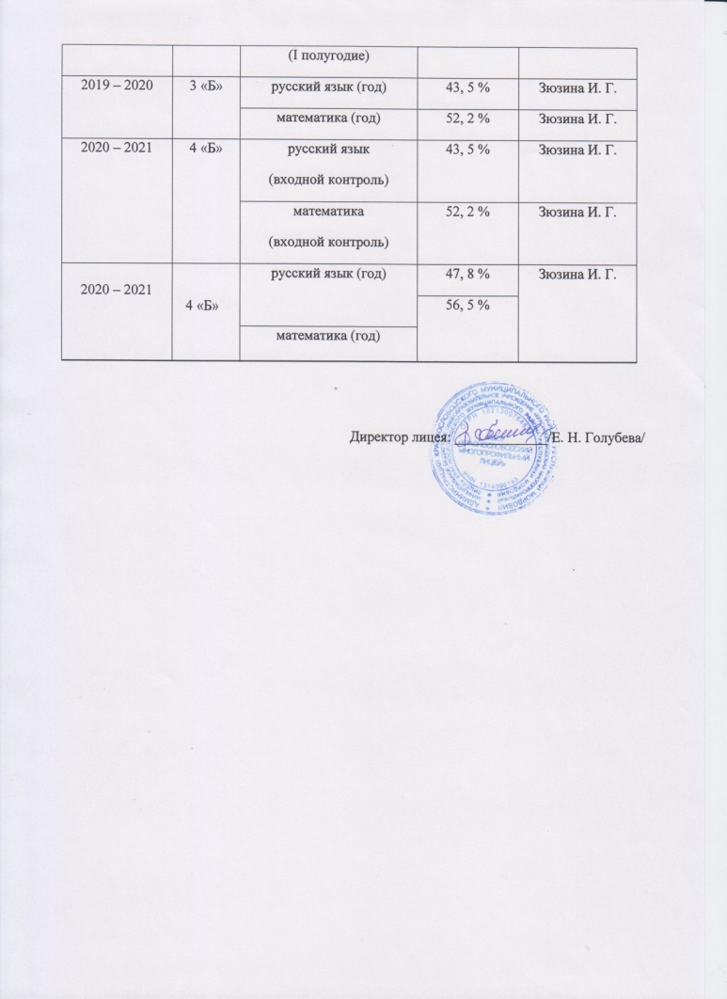 (I полугодие)
2019 – 2020 3 «Б» русский язык (год) 43, 5 % Зюзина И. Г.
математика (год) 52, 2 % Зюзина И. Г.
2020 – 2021 4 «Б» русский язык 43, 5 % Зюзина И. Г.
(входной контроль)
математика 52, 2 % Зюзина И. Г.
(входной контроль)
русский язык (год) 47, 8 % Зюзина И. Г.
2020 – 2021
4 «Б» 56, 5 %
математика (год)
Директор лицея: /Е. Н. Голубева/
МНОГОПРОФИЛЬНЫЙ
ЛИЦЕЙ»